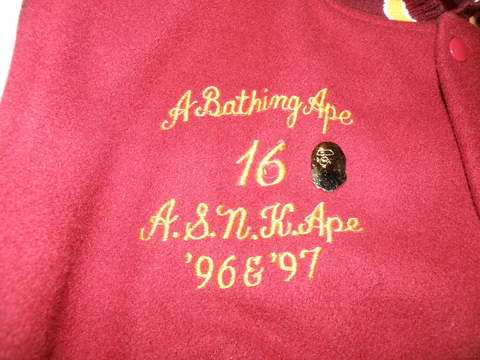 A Bathing Ape
16
A.S.N.K.Ape
'96 & '97